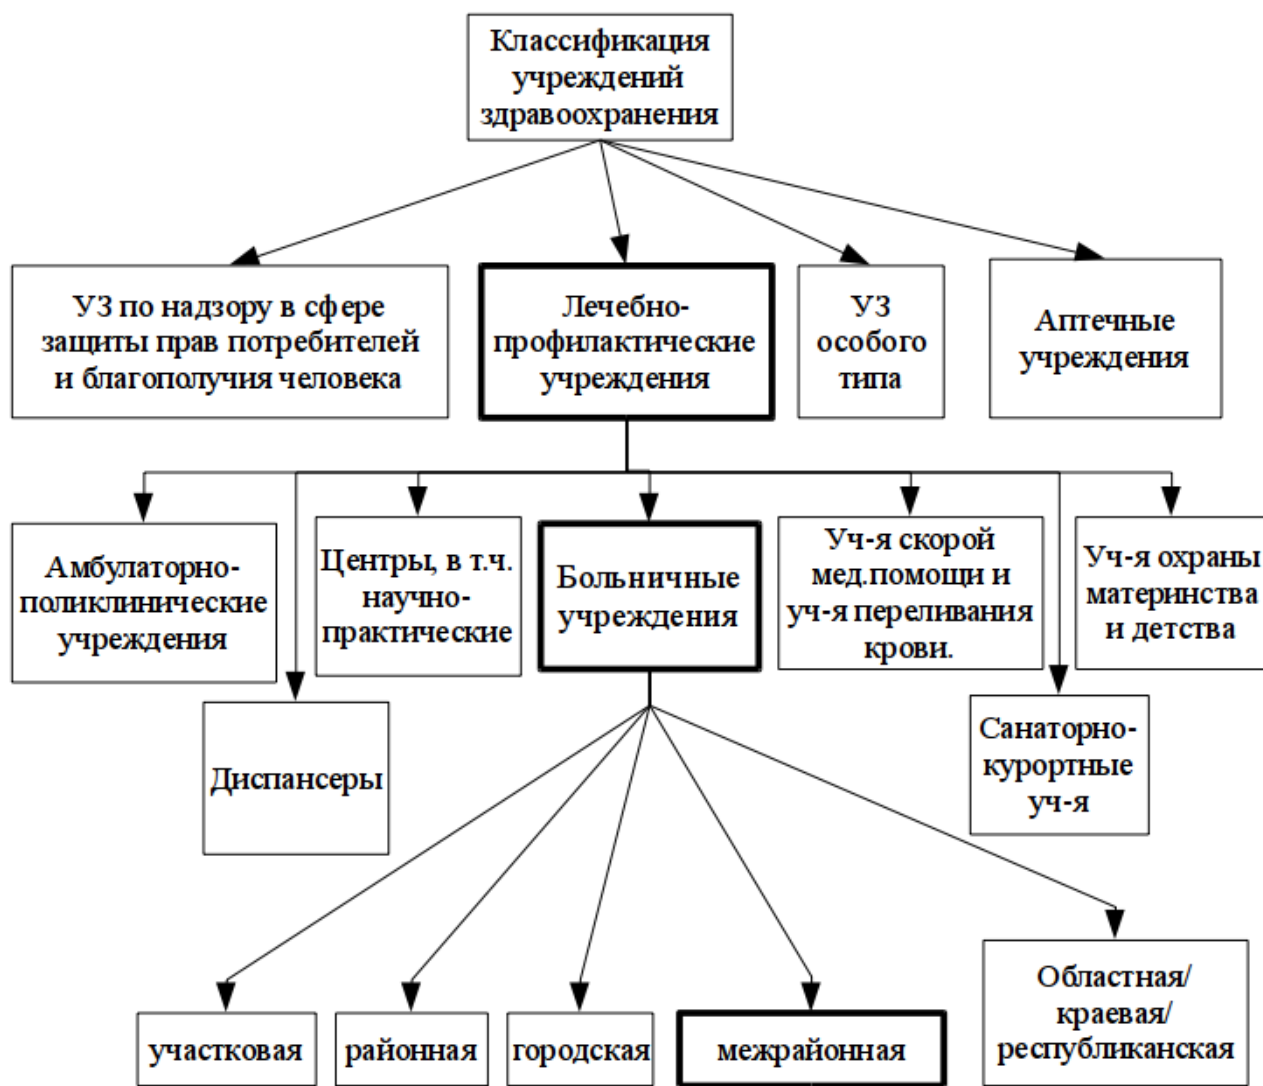 Классификация
учреждений
здравоохранения
УЗ по надзору в сфере
защиты прав потребителей
и благополучия человека
Лечебно-
профилактические
учреждения
УЗ
особого
типа
Аптечные
учреждения
Амбулаторно-
поликлинические
учреждения
Центры, в т.ч.
научно-
практические
Больничные
учреждения
Уч-я скорой
мед.помощи и
уч-я переливания
крови.
Уч-я охраны
материнства
и детства
Диспансеры
Санаторно-
курортные
уч-я
участковая
районная
городская
межрайонная
Областная/
краевая/
республиканская